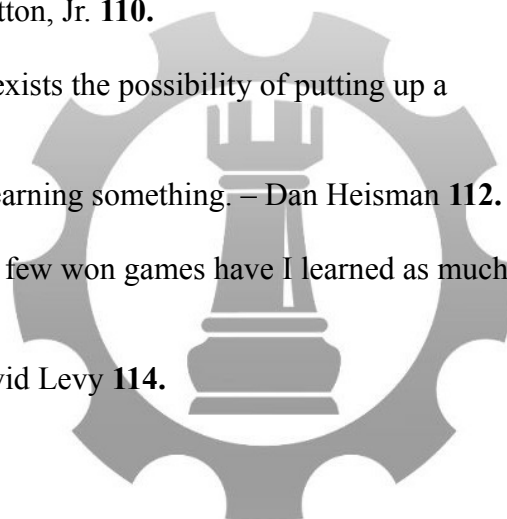 tton, Jr. 110.
exists the possibility of putting up a
earning something. – Dan Heisman 112.
few won games have I learned as much
vid Levy 114.